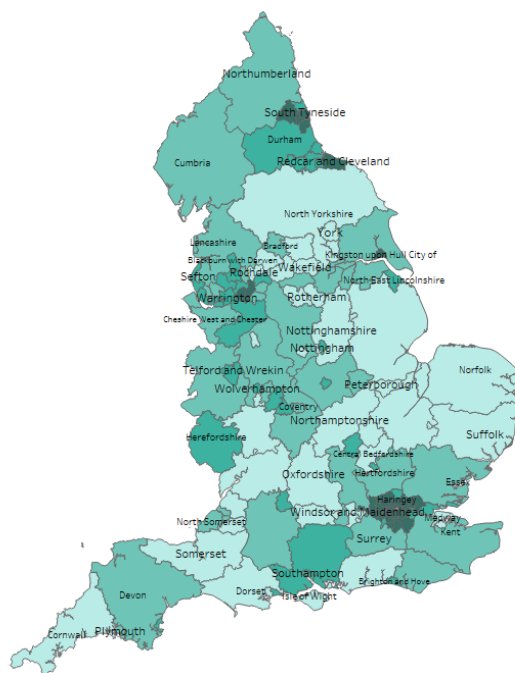 Northumberland
South Tyneside
Durham
Redcar and Cleveland
Cumbria
North Yorkshire
York
Lancashire
Bradford
Kingston upon Hull City of
Blackburn with Darwen
Wakefield
Rochdale
Sefton
North East Lincolnshire
Warrington
Rotherham
Cheshire West and Chester
Nottinghamshire
Nottingham
Telford and Wrekin
Norfolk
Wolverhampton
Peterborough
Coventry
Northamptonshire
Suffolk
Herefordshire
Central Bedfordshire
Oxfordshire
Hertfordshire
Essex
Haringey
Windsor and Maidenhead
Medway
North Somerset
Kent
Surrey
Somerset
Southampton
Brighton and Hove
Devon
Dorset
Isle of Wight
Plymouth
Cornwall